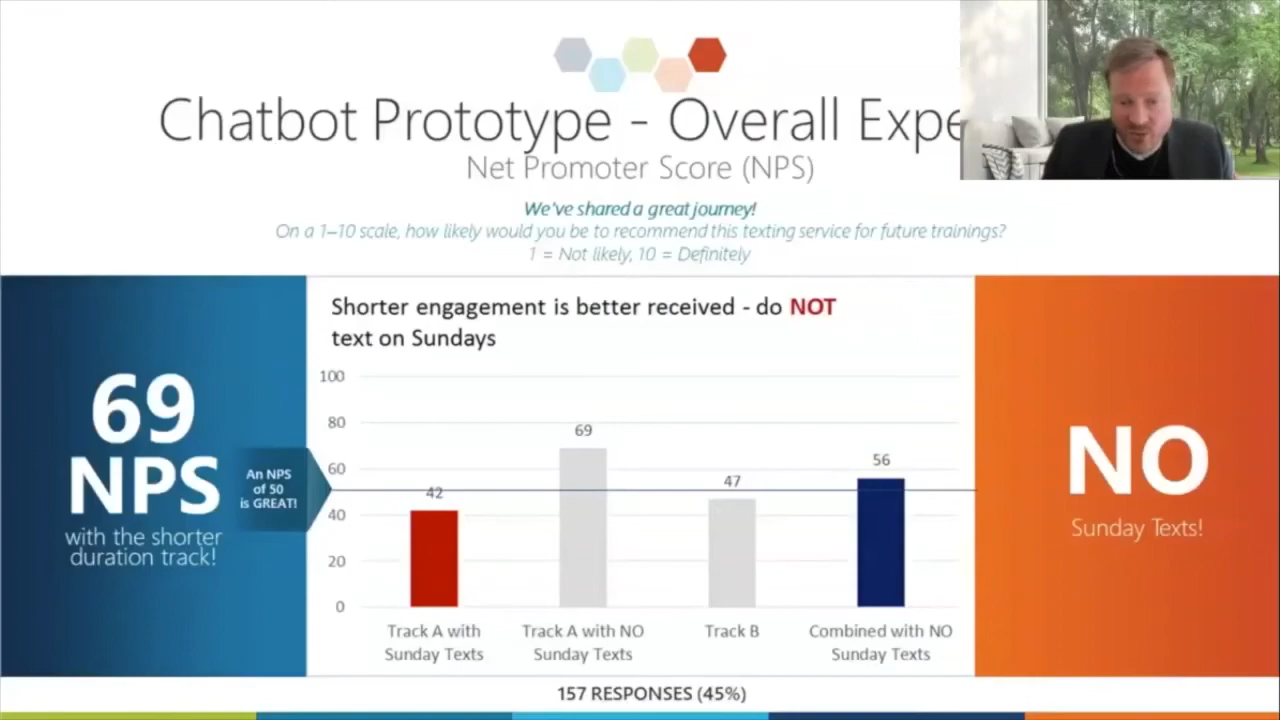 Chatbot Prototype - Overall Expe
Net Promoter Score (NPS)
We've shared a great journey!
On a 1–10 scale, how likely would you be to recommend this texting service for future trainings?
1 = Not likely, 10 = Definitely
69
NPS
with the shorter
duration track!
An NPS
of 50
is GREAT!
Shorter engagement is better received - do NOT
text on Sundays
100
80
60
40
20
0
42
69
47
56
Track A with
Sunday Texts
Track A with NO
Sunday Texts
Track B
Combined with NO
Sunday Texts
NO
Sunday Texts!
157 RESPONSES (45%)